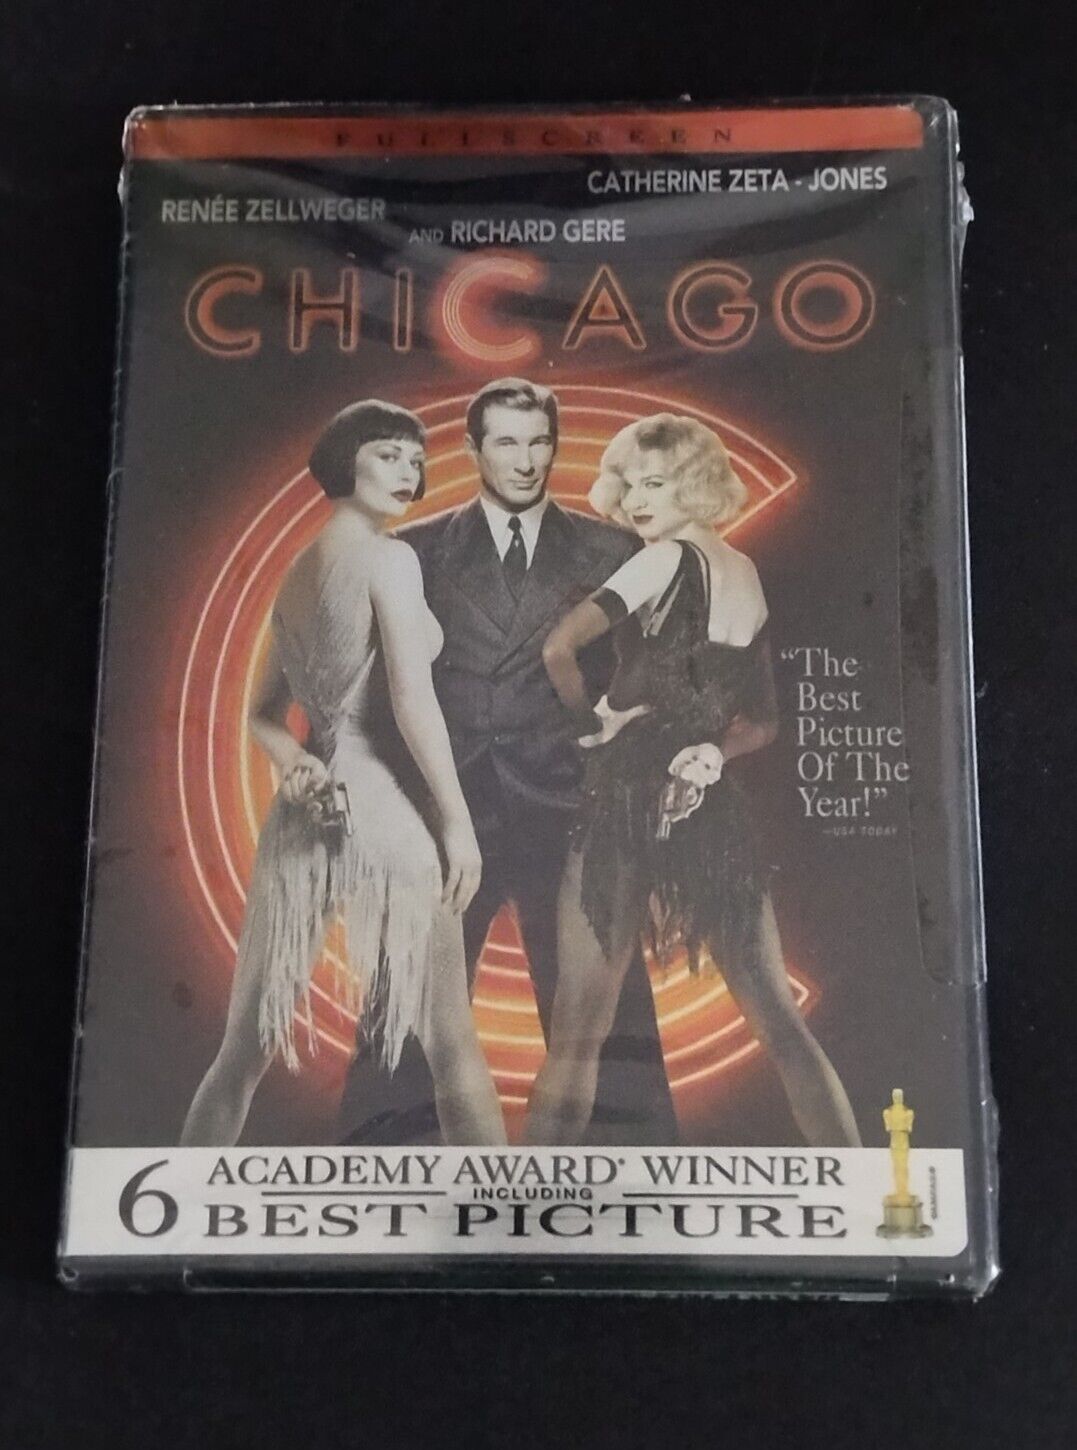 FULLSCREEN
CATHERINE ZETA-JONES
RENÉE ZELLWEGER
AND RICHARD GERE
CHICAGO
“The
Best
Picture
Of The
Year!”
—USA TODAY
6 ACADEMY AWARD® WINNER
INCLUDING
BEST PICTURE